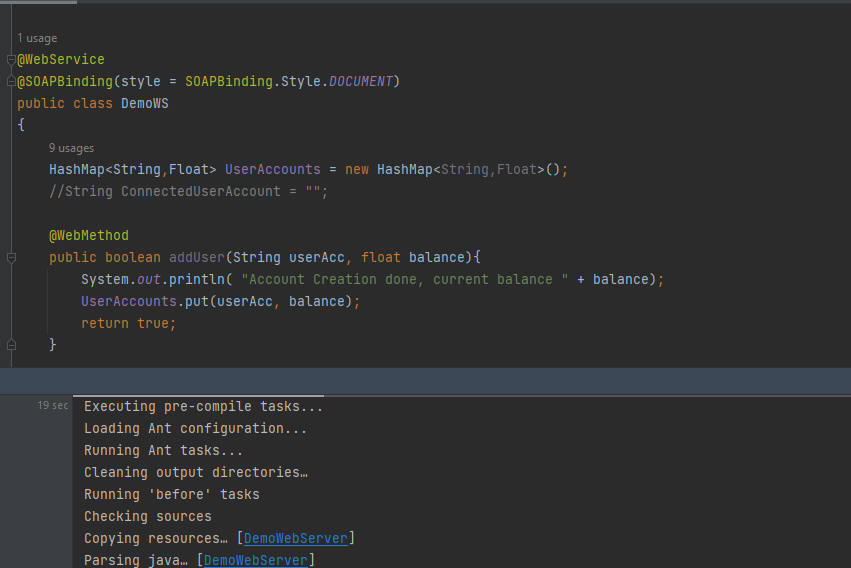 1 usage
@WebService
@SOAPBinding(style = SOAPBinding.Style.DOCUMENT)
public class DemoWS
{
9 usages
HashMap<String,Float> UserAccounts = new HashMap<String,Float>();
//String ConnectedUserAccount = "";
@WebMethod
public boolean addUser(String userAcc, float balance){
System.out.println( "Account Creation done, current balance " + balance);
UserAccounts.put(userAcc, balance);
return true;
}
19 sec
Executing pre-compile tasks...
Loading Ant configuration...
Running Ant tasks...
Cleaning output directories…
Running 'before' tasks
Checking sources
Copying resources… [DemoWebServer]
Parsing java… [DemoWebServer]